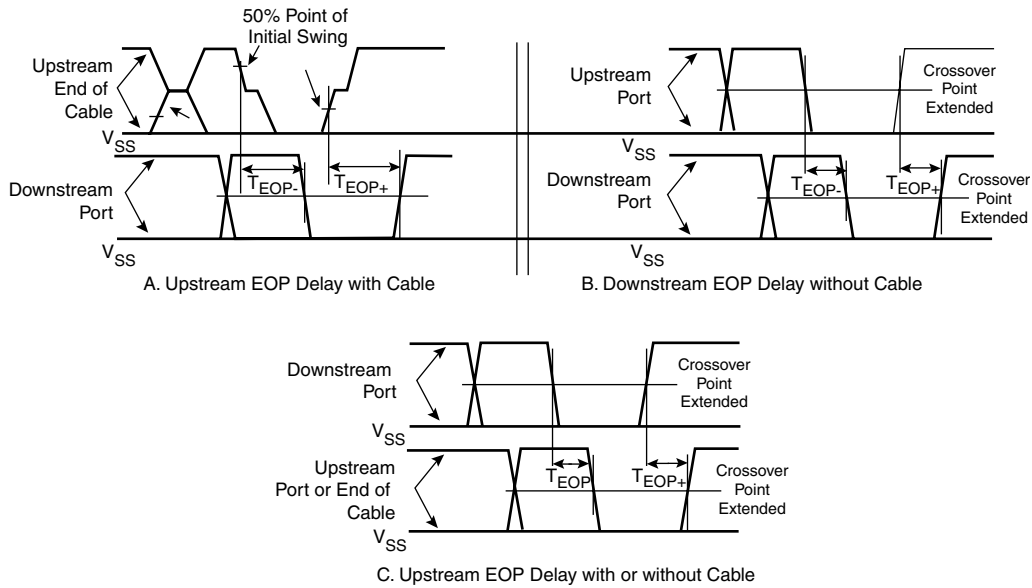 50% Point of
Initial Swing
Upstream
End of
Cable
VSS
Downstream
Port
TEOP-
TEOP+
VSS
A. Upstream EOP Delay with Cable
Upstream
Port
Crossover
Point
Extended
VSS
Downstream
Port
TEOP-
TEOP+
Crossover
Point
Extended
VSS
B. Downstream EOP Delay without Cable
Downstream
Port
Crossover
Point
Extended
VSS
Upstream
Port or End of
Cable
TEOP
TEOP+
Crossover
Point
Extended
VSS
C. Upstream EOP Delay with or without Cable